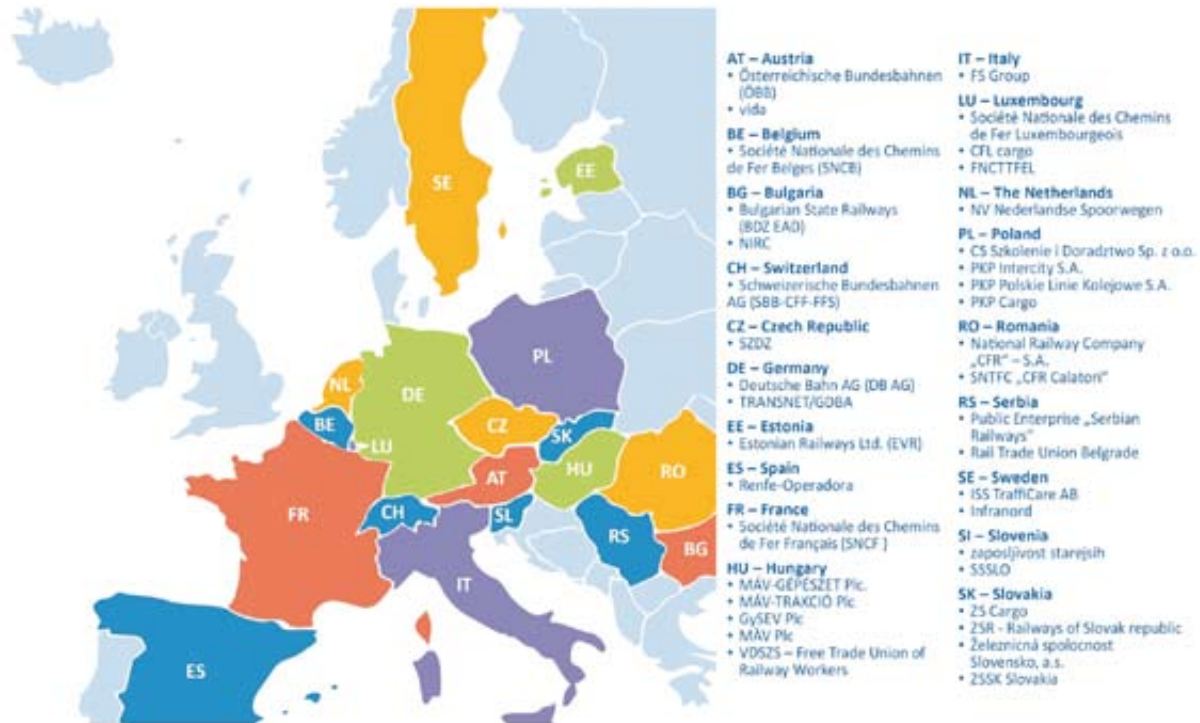 SE
EE
PL
NL
DE
BE
LU
CZ
SK
AT
HU
RO
FR
CH
SL
RS
BG
IT
ES
AT – Austria
• Österreichische Bundesbahnen
(ÖBB)
• vida
BE – Belgium
• Société Nationale des Chemins
de Fer Belges (SNCB)
BG – Bulgaria
• Bulgarian State Railways
(BDZ EAD)
• NIRC
CH – Switzerland
• Schweizerische Bundesbahnen
AG (SBB-CFF-FFS)
CZ – Czech Republic
• SZDZ
DE – Germany
• Deutsche Bahn AG (DB AG)
• TRANSNET/GDBA
EE – Estonia
• Estonian Railways Ltd. (EVR)
ES – Spain
• Renfe-Operadora
FR – France
• Société Nationale des Chemins
de Fer Français (SNCF )
HU – Hungary
• MÁV-GÉPÉSZET Plc.
• MÁV-TRAKCIÓ Plc
• GySEV Plc
• MÁV Plc
• VDSZS – Free Trade Union of
Railway Workers
IT – Italy
• FS Group
LU – Luxembourg
• Société Nationale des Chemins
de Fer Luxembourgeois
• CFL cargo
• FNCTTFEL
NL – The Netherlands
• NV Nederlandse Spoorwegen
PL – Poland
• CS Szkolenie i Doradztwo Sp. z o.o.
• PKP Intercity S.A.
• PKP Polskie Linie Kolejowe S.A.
• PKP Cargo
RO – Romania
• National Railway Company
„CFR“ – S.A.
• SNTFC „CFR Calatori“
RS – Serbia
• Public Enterprise „Serbian
Railways“
• Rail Trade Union Belgrade
SE – Sweden
• ISS TraffiCare AB
• Infranord
SI – Slovenia
• zaposljivost starejsih
• SSSLO
SK – Slovakia
• ZS Cargo
• ZSR - Railways of Slovak republic
• Železnicná spolocnost
Slovensko, a.s.
• ZSSK Slovakia